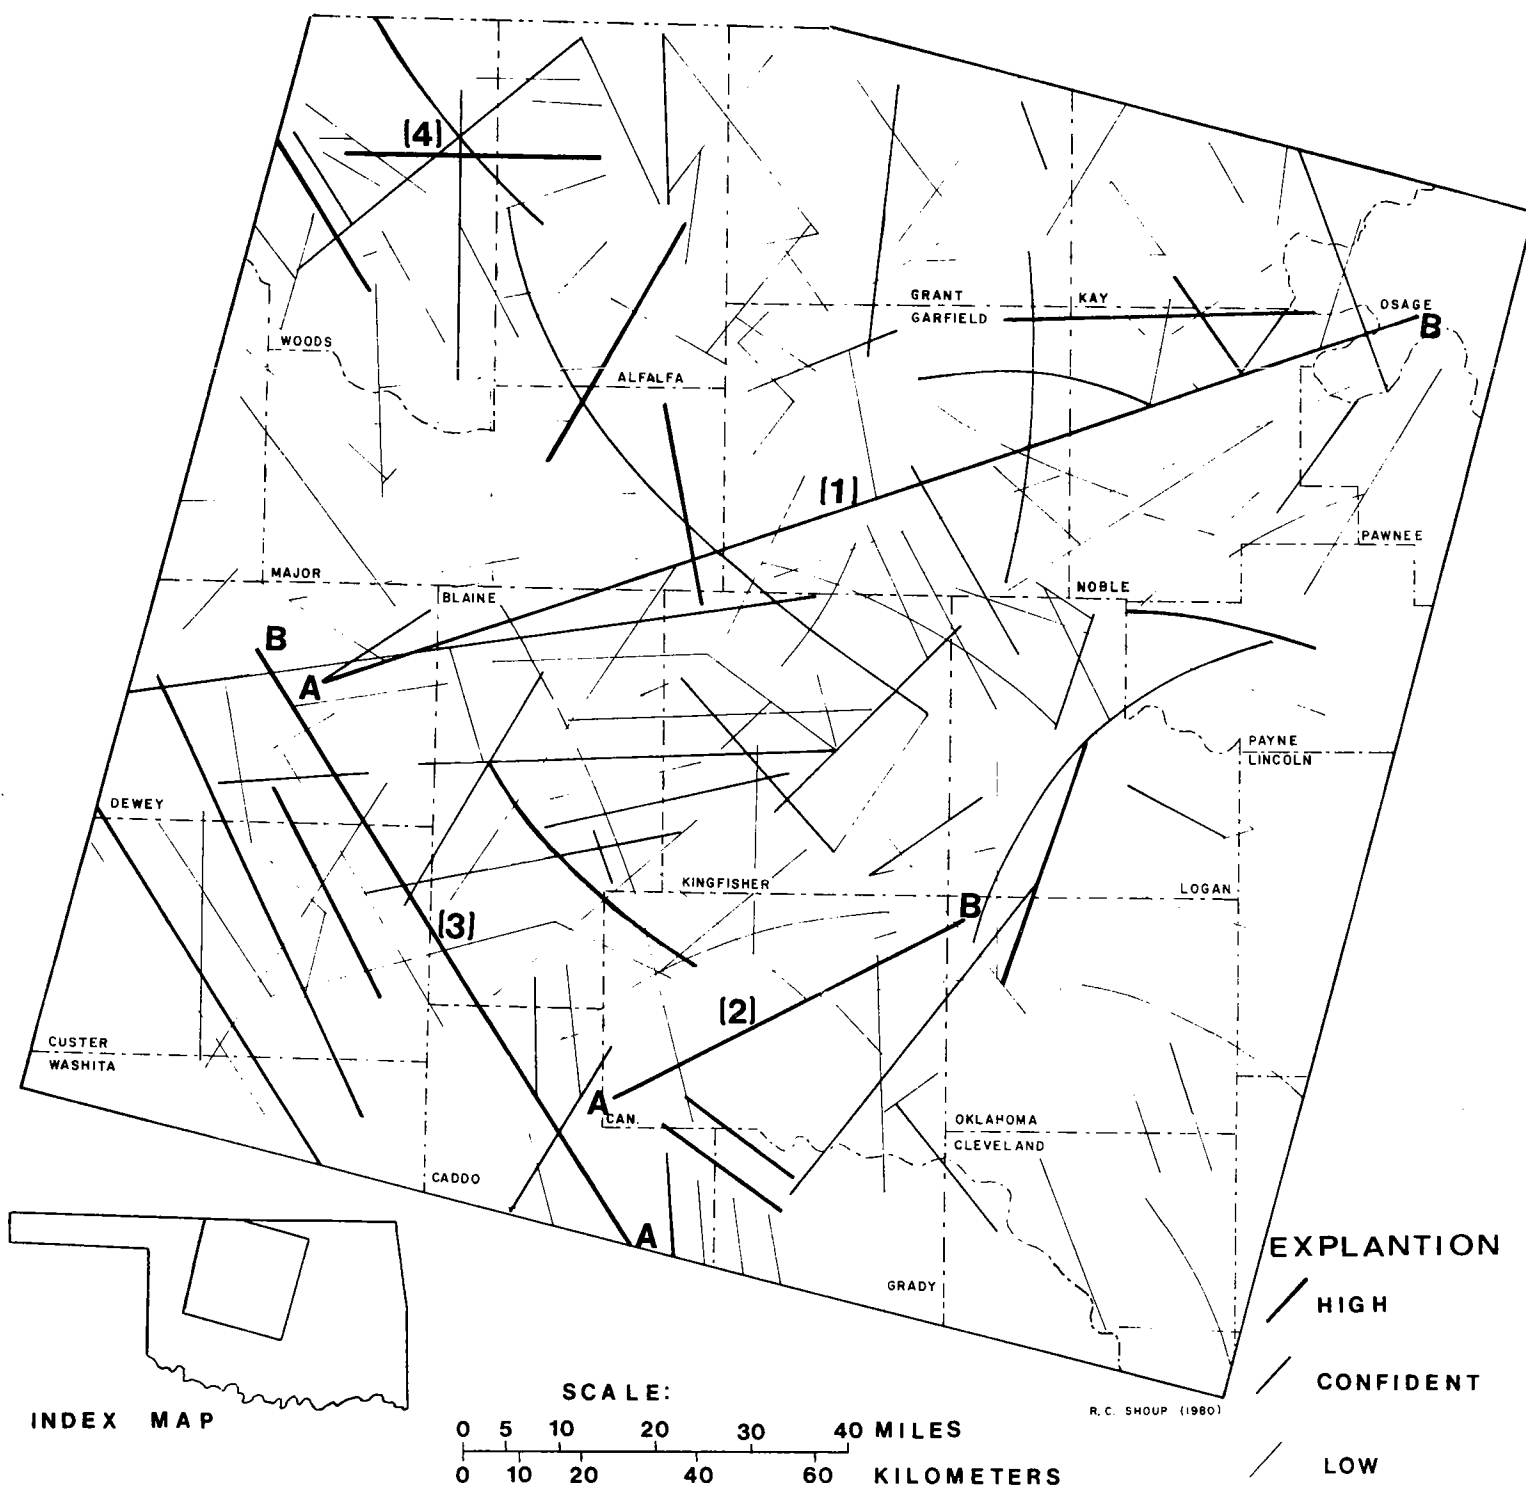 (4)
GRANT
KAY
GARFIELD
OSAGE
B
WOODS
ALFALFA
(1)
PAWNEE
MAJOR
BLAINE
NOBLE
B
A
PAYNE
LINCOLN
DEWEY
KINGFISHER
LOGAN
B
(3)
(2)
CUSTER
WASHITA
A
CAN.
OKLAHOMA
CLEVELAND
CADDO
A
GRADY
EXPLANTION
HIGH
CONFIDENT
LOW
R.C. SHOUP (1980)
INDEX MAP
SCALE:
0 5 10 20 30 40 MILES
0 10 20 40 60 KILOMETERS